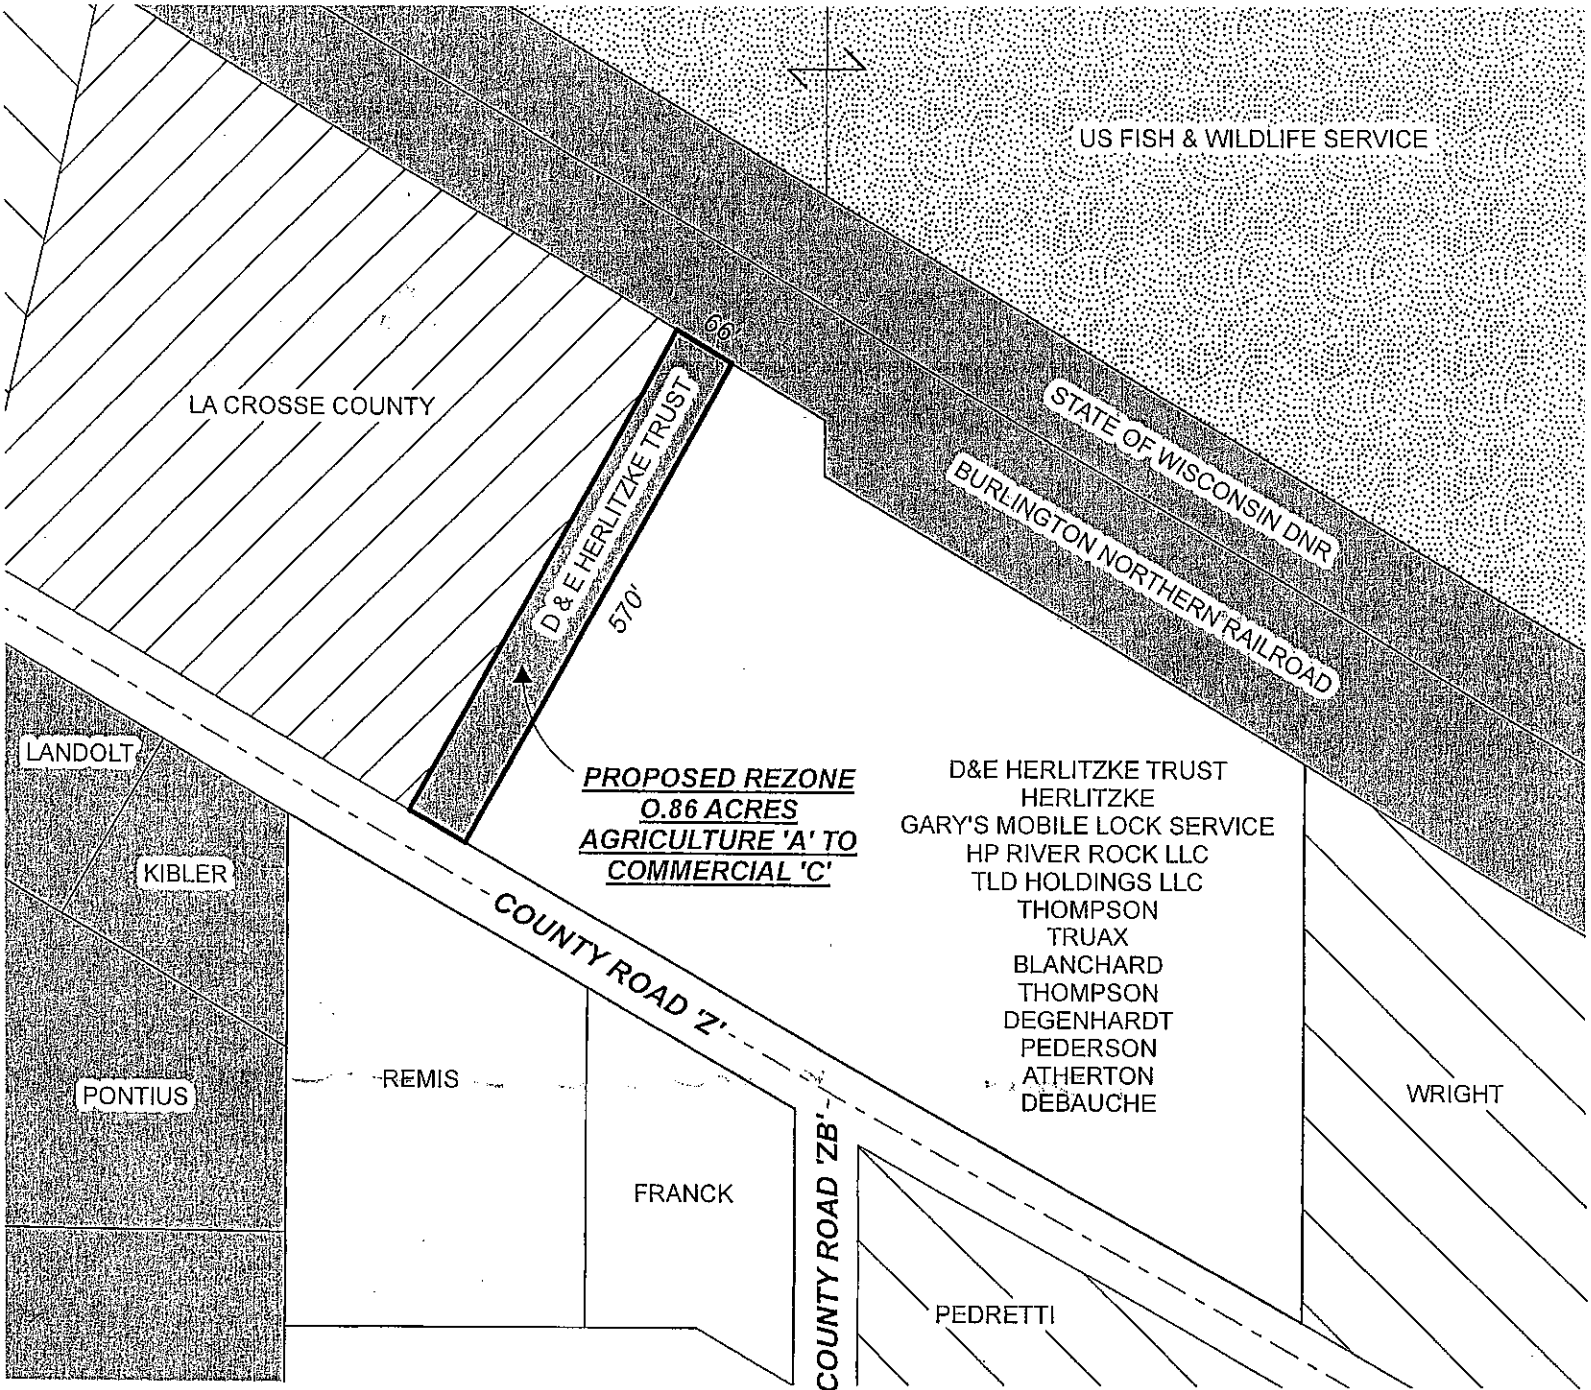 US FISH & WILDLIFE SERVICE
66'
LA CROSSE COUNTY
D & E HERLITZKE TRUST
570'
STATE OF WISCONSIN DNR
BURLINGTON NORTHERN RAILROAD
LANDOLT
KIBLER
PONTIUS
PROPOSED REZONE
0.86 ACRES
AGRICULTURE 'A' TO
COMMERCIAL 'C'
D&E HERLITZKE TRUST
HERLITZKE
GARY'S MOBILE LOCK SERVICE
HP RIVER ROCK LLC
TLD HOLDINGS LLC
THOMPSON
TRUAX
BLANCHARD
THOMPSON
DEGENHARDT
PEDERSON
ATHERTON
DEBAUCHE
COUNTY ROAD 'Z'
REMIS
FRANCK
COUNTY ROAD 'ZB'
WRIGHT
PEDRETTI